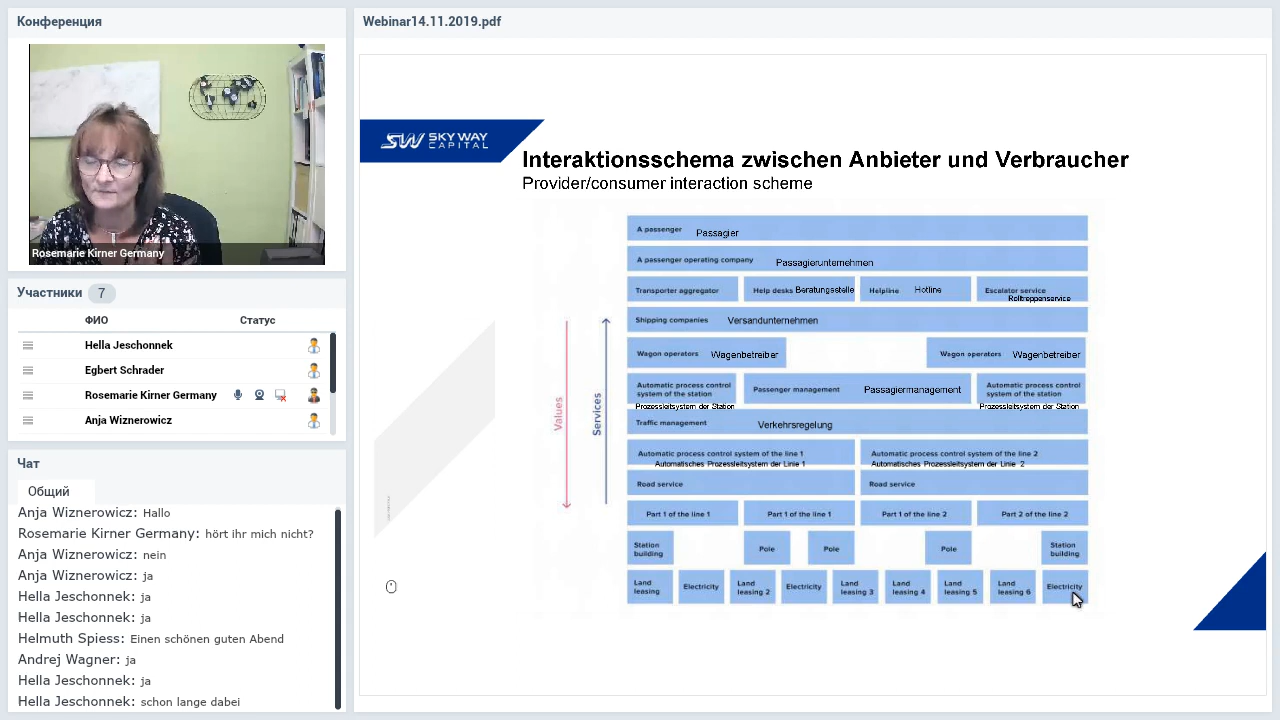 Конференция
Rosemarie Kirner Germany
Участники 7
ФИО Статус
Hella Jeschonnek
Egbert Schrader
Rosemarie Kirner Germany
Anja Wiznerowicz
Чат
Общий
Anja Wiznerowicz: Hallo
Rosemarie Kirner Germany: hört ihr mich nicht?
Anja Wiznerowicz: nein
Anja Wiznerowicz: ja
Hella Jeschonnek: ja
Hella Jeschonnek: ja
Helmuth Spiess: Einen schönen guten Abend
Andrej Wagner: ja
Hella Jeschonnek: ja
Hella Jeschonnek: schon lange dabei
Webinar14.11.2019.pdf
SW SKY WAY
CAPITAL
Interaktionsschema zwischen Anbieter und Verbraucher
Provider/consumer interaction scheme
Values
Services
A passenger Passagier
A passenger operating company Passagierunternehmen
Transporter aggregator Help desks Beratungsstelle Helpline Hotline Escalator service
Rolltreppenservice
Shipping companies Versandunternehmen
Wagon operators Wagenbetreiber Wagon operators Wagenbetreiber
Automatic process control
system of the station
Prozessleitsystem der Station
Passenger management Passagiermanagement
Automatic process control
system of the station
Prozessleitsystem der Station
Traffic management Verkehrsregelung
Automatic process control system of the line 1
Automatisches Prozessleitsystem der Linie 1
Automatic process control system of the line 2
Automatisches Prozessleitsystem der Linie 2
Road service Road service
Part 1 of the line 1 Part 1 of the line 1 Part 1 of the line 2 Part 2 of the line 2
Station
building
Pole
Pole
Pole
Station
building
Land
leasing
Electricity
Land
leasing 2
Electricity
Land
leasing 3
Land
leasing 4
Land
leasing 5
Land
leasing 6
Electricity